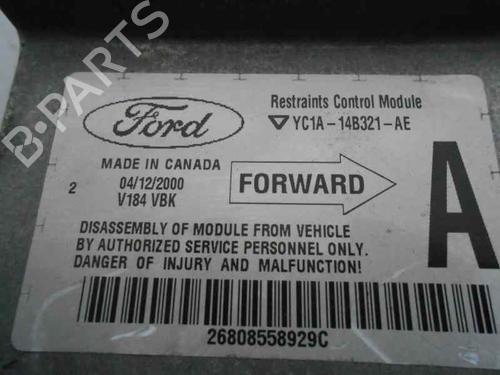 Ford
Restraints Control Module
YC1A-14B321-AE
MADE IN CANADA
2
04/12/2000
V184 VBK
FORWARD
A
DISASSEMBLY OF MODULE FROM VEHICLE
BY AUTHORIZED SERVICE PERSONNEL ONLY.
DANGER OF INJURY AND MALFUNCTION!
26808558929C